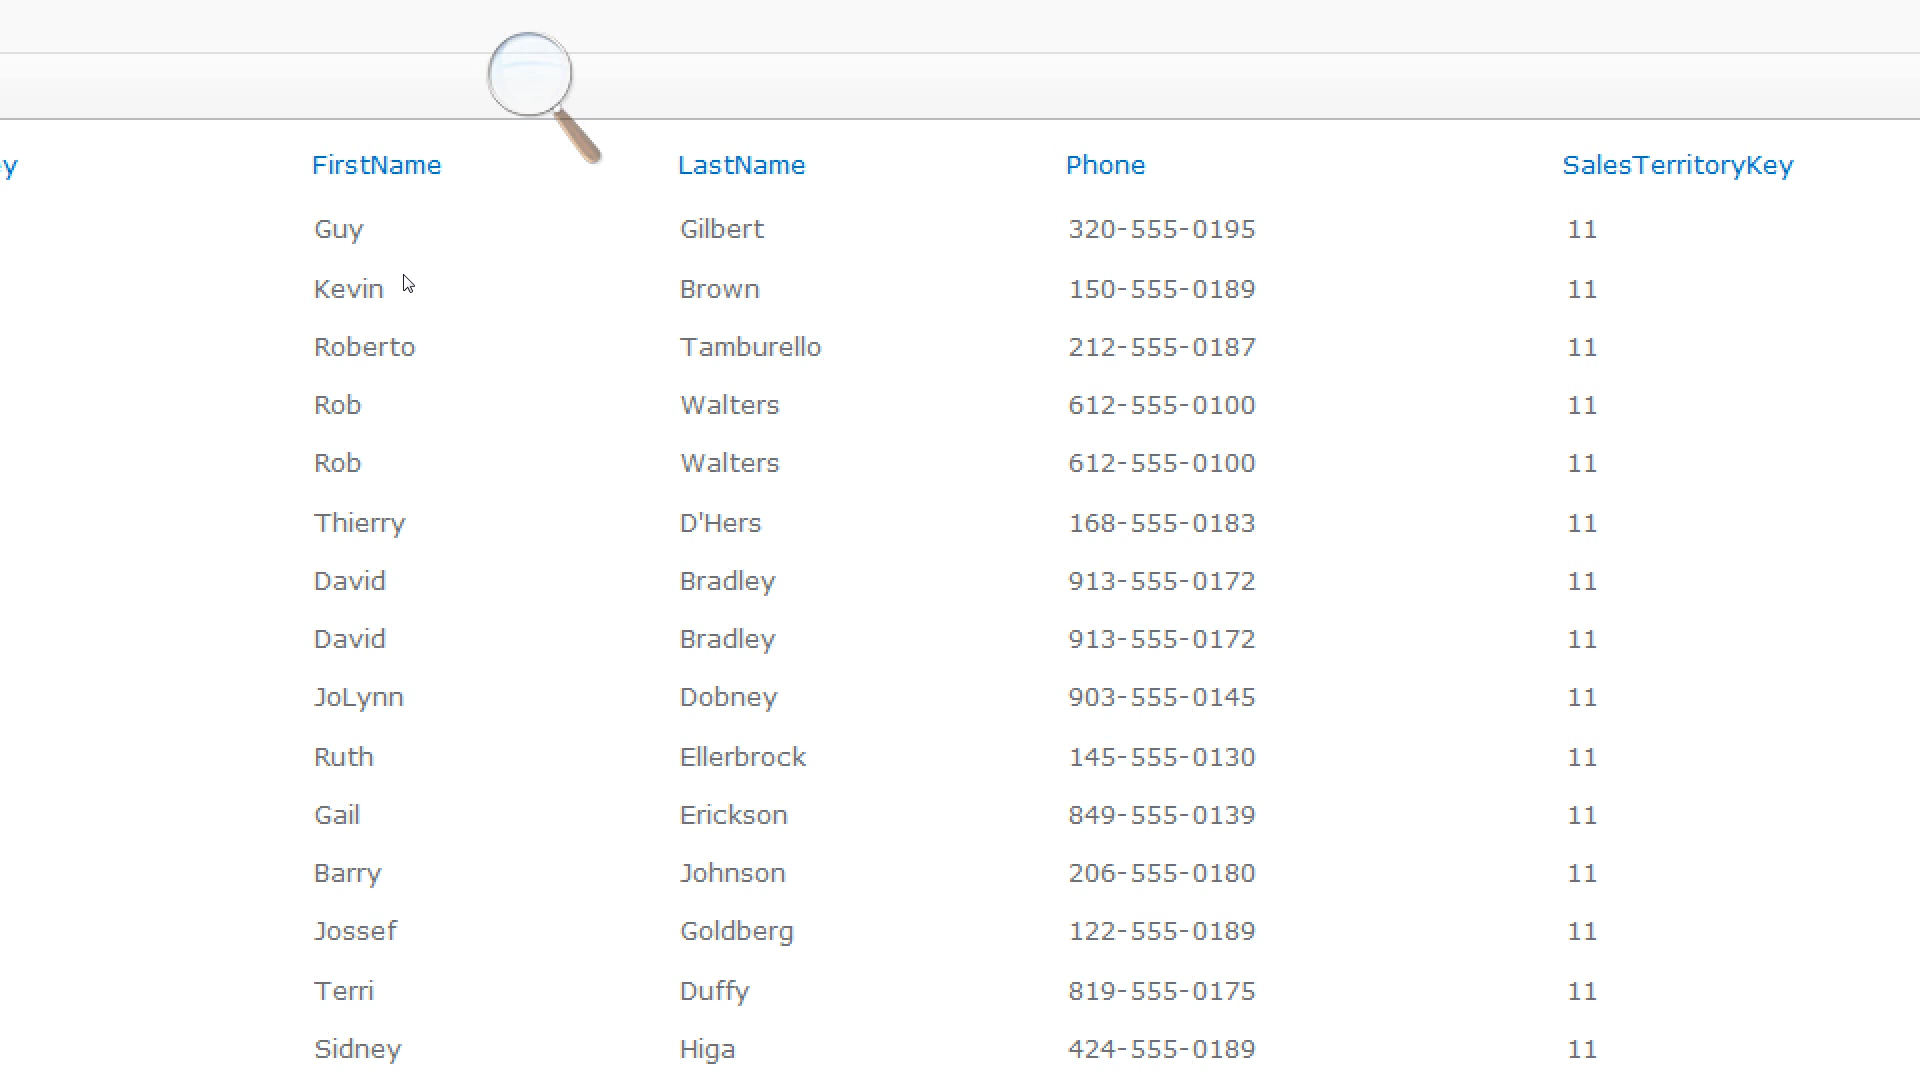 y FirstName LastName Phone SalesTerritoryKey
Guy Gilbert 320-555-0195 11
Kevin Brown 150-555-0189 11
Roberto Tamburello 212-555-0187 11
Rob Walters 612-555-0100 11
Rob Walters 612-555-0100 11
Thierry D'Hers 168-555-0183 11
David Bradley 913-555-0172 11
David Bradley 913-555-0172 11
JoLynn Dobney 903-555-0145 11
Ruth Ellerbrock 145-555-0130 11
Gail Erickson 849-555-0139 11
Barry Johnson 206-555-0180 11
Jossef Goldberg 122-555-0189 11
Terri Duffy 819-555-0175 11
Sidney Higa 424-555-0189 11